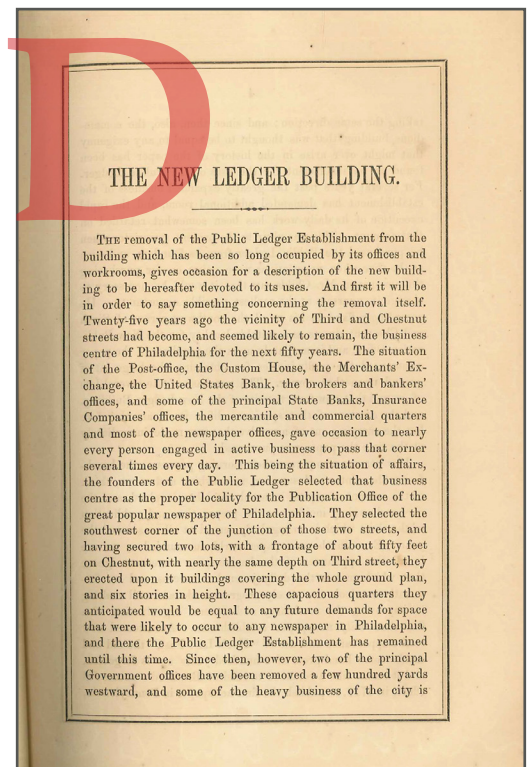 D
THE NEW LEDGER BUILDING.
THE removal of the Public Ledger Establishment from the
building which has been so long occupied by its offices and
workrooms, gives occasion for a description of the new build-
ing to be hereafter devoted to its uses. And first it will be
in order to say something concerning the removal itself.
Twenty-five years ago the vicinity of Third and Chestnut
streets had become, and seemed likely to remain, the business
centre of Philadelphia for the next fifty years. The situation
of the Post-office, the Custom House, the Merchants' Ex-
change, the United States Bank, the brokers and bankers'
offices, and some of the principal State Banks, Insurance
Companies' offices, the mercantile and commercial quarters
and most of the newspaper offices, gave occasion to nearly
every person engaged in active business to pass that corner
several times every day. This being the situation of affairs,
the founders of the Public Ledger selected that business
centre as the proper locality for the Publication Office of the
great popular newspaper of Philadelphia. They selected the
southwest corner of the junction of those two streets, and
having secured two lots, with a frontage of about fifty feet
on Chestnut, with nearly the same depth on Third street, they
erected upon it buildings covering the whole ground plan,
and six stories in height. These capacious quarters they
anticipated would be equal to any future demands for space
that were likely to occur to any newspaper in Philadelphia,
and there the Public Ledger Establishment has remained
until this time. Since then, however, two of the principal
Government offices have been removed a few hundred yards
westward, and some of the heavy business of the city is